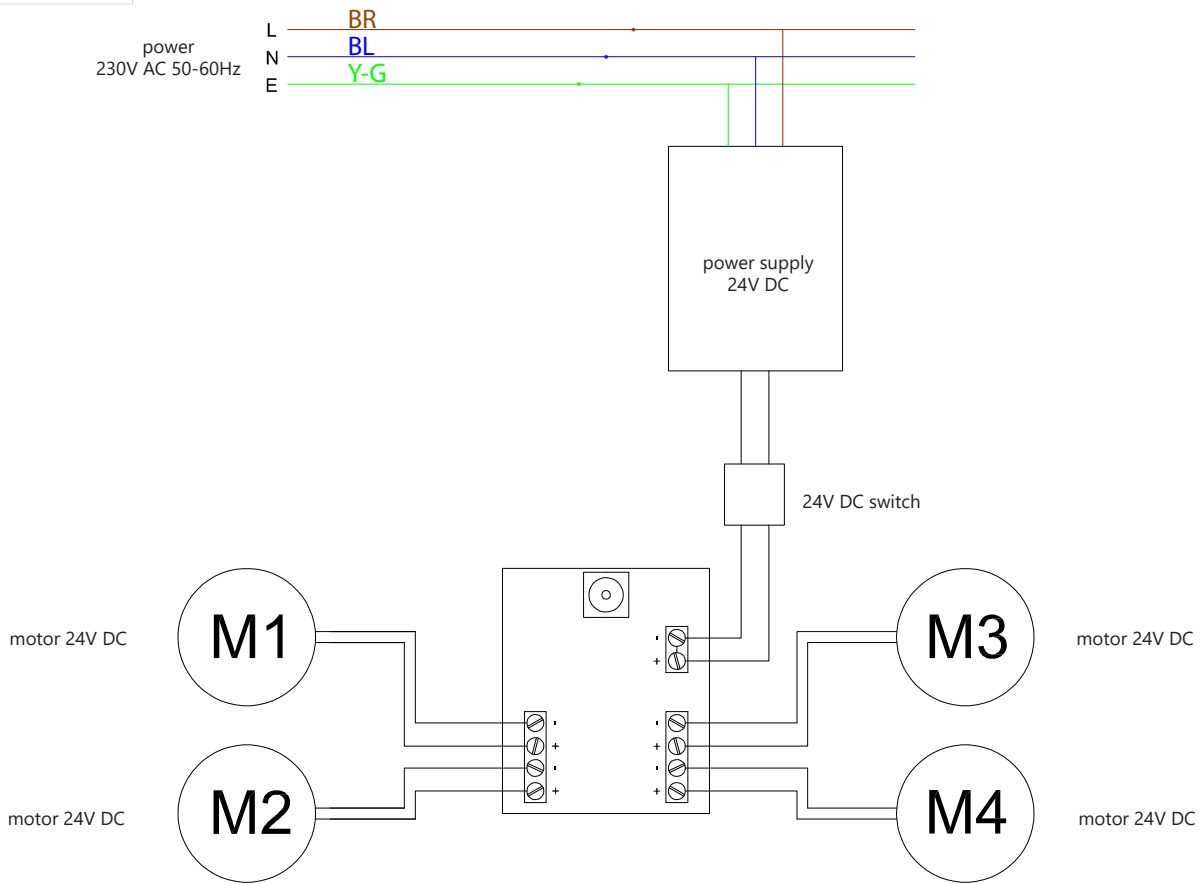 L
BR
power
230V AC 50-60Hz
N
BL
E
Y-G
power supply
24V DC
24V DC switch
motor 24V DC
M1
M3
motor 24V DC
-
+
-
+
-
+
-
+
-
+
-
+
motor 24V DC
M2
M4
motor 24V DC